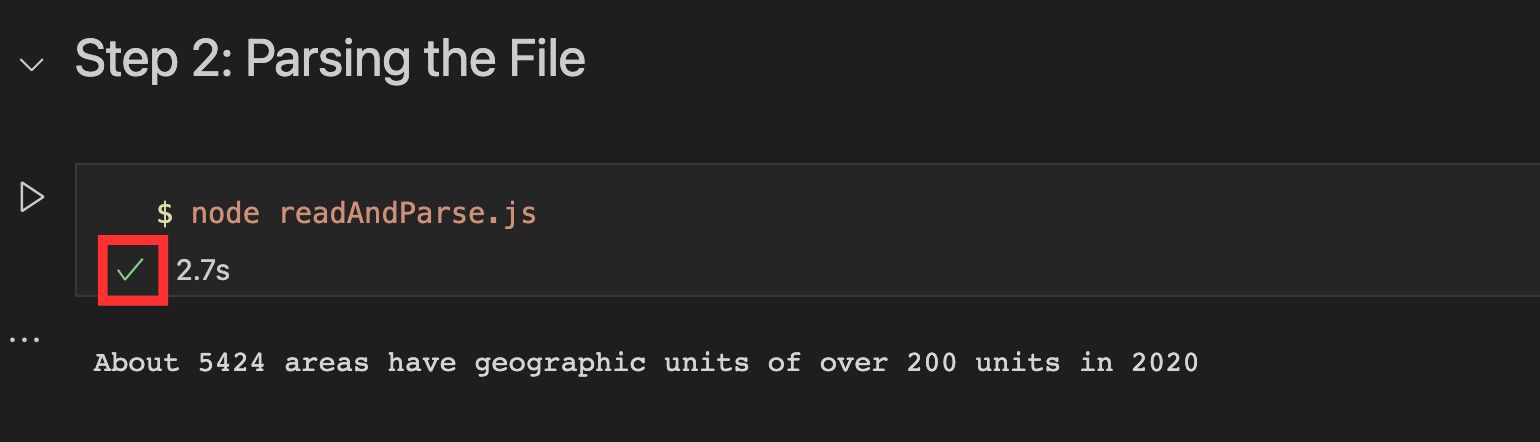 Step 2: Parsing the File
$ node readAndParse.js
2.7s
About 5424 areas have geographic units of over 200 units in 2020